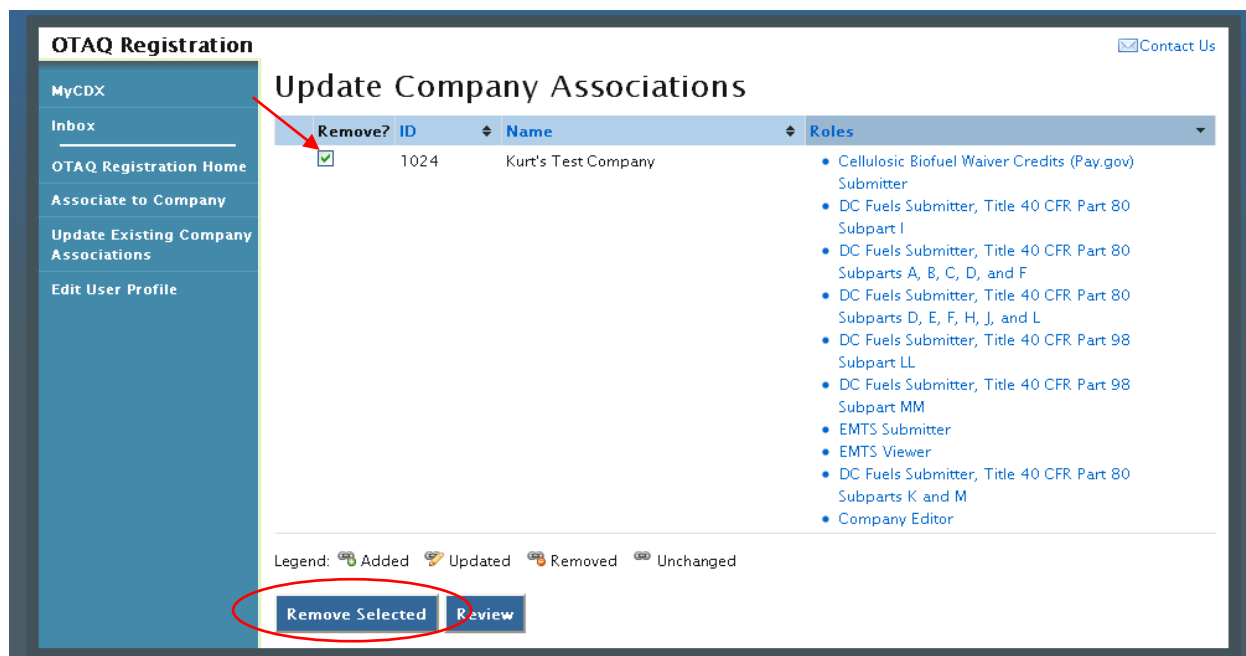 OTAQ Registration
Contact Us
MyCDX
Inbox
OTAQ Registration Home
Associate to Company
Update Existing Company
Associations
Edit User Profile
Update Company Associations
Remove? ID Name Roles
1024 Kurt's Test Company
Cellulosic Biofuel Waiver Credits (Pay.gov)
Submitter
DC Fuels Submitter, Title 40 CFR Part 80
Subpart I
DC Fuels Submitter, Title 40 CFR Part 80
Subparts A, B, C, D, and F
DC Fuels Submitter, Title 40 CFR Part 80
Subparts D, E, F, H, J, and L
DC Fuels Submitter, Title 40 CFR Part 98
Subpart LL
DC Fuels Submitter, Title 40 CFR Part 98
Subpart MM
EMTS Submitter
EMTS Viewer
DC Fuels Submitter, Title 40 CFR Part 80
Subparts K and M
Company Editor
Legend: Added Updated Removed Unchanged
Remove Selected Review